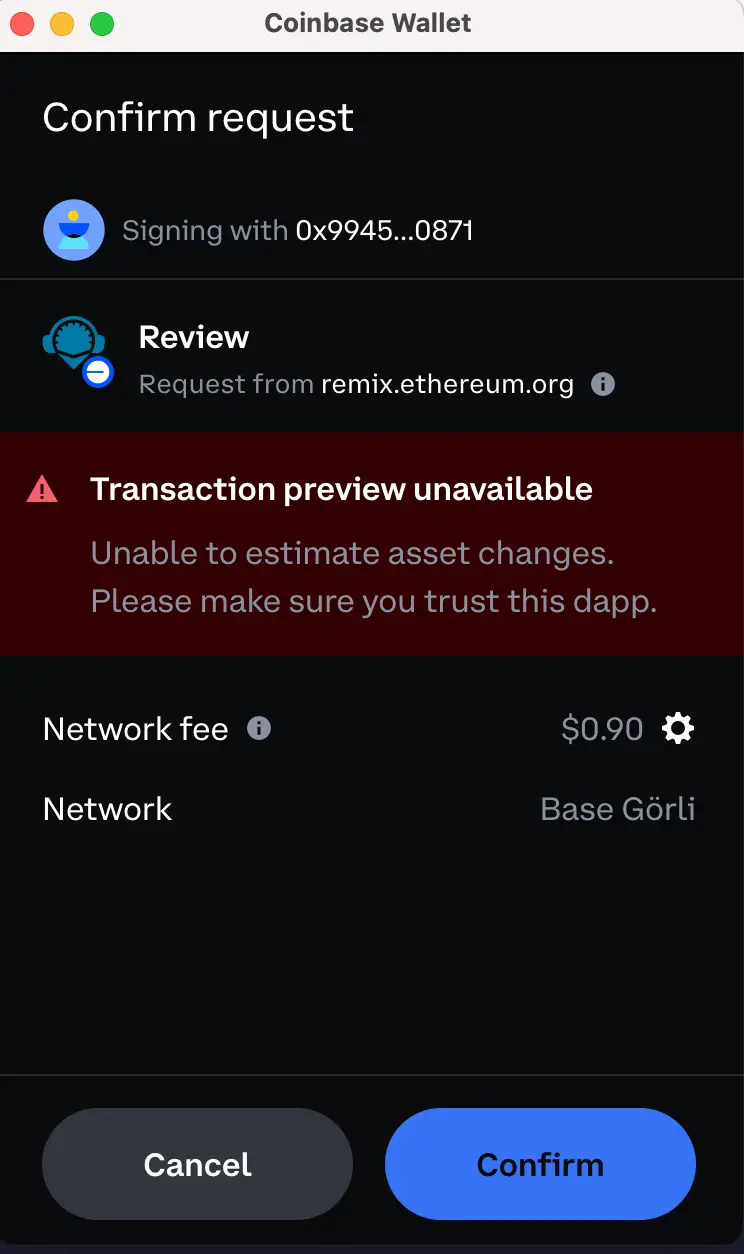 Coinbase Wallet
Confirm request
Signing with 0x9945...0871
Review
Request from remix.ethereum.org
Transaction preview unavailable
Unable to estimate asset changes.
Please make sure you trust this dapp.
Network fee $0.90
Network Base Görli
Cancel Confirm